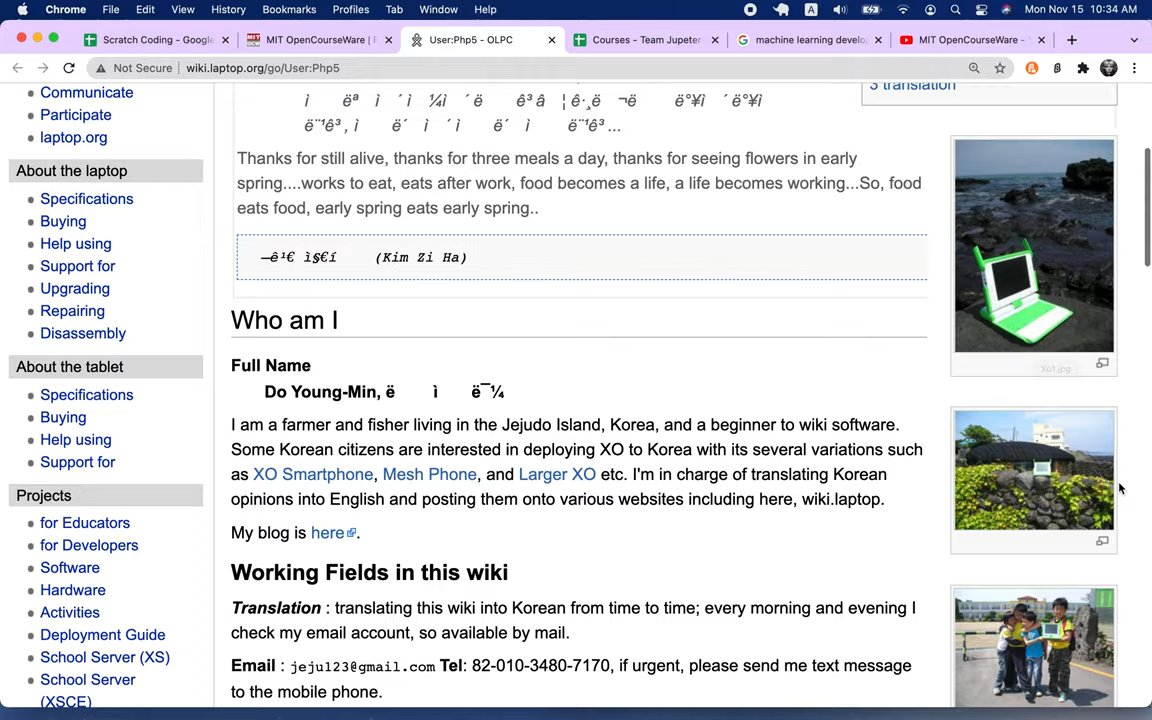 Chrome File Edit View History Bookmarks Profiles Tab Window Help A Mon Nov 15 10:34 AM
Scratch Coding - Google MIT OpenCourseWare | F User:Php5 - OLPC Courses - Team Jupeter machine learning develo MIT OpenCourseWare -
Not Secure wiki.laptop.org/go/User:Php5
Communicate
Participate
laptop.org
About the laptop
Specifications
Buying
Help using
Support for
Upgrading
Repairing
Disassembly
About the tablet
Specifications
Buying
Help using
Support for
Projects
for Educators
for Developers
Software
Hardware
Activities
Deployment Guide
School Server (XS)
School Server
(XSCE)
3 translation
Thanks for still alive, thanks for three meals a day, thanks for seeing flowers in early
spring....works to eat, eats after work, food becomes a life, a life becomes working...So, food
eats food, early spring eats early spring..
(Kim Zi Ha)
Who am I
Full Name
Do Young-Min, ë ì ë¯¼
I am a farmer and fisher living in the Jejudo Island, Korea, and a beginner to wiki software.
Some Korean citizens are interested in deploying XO to Korea with its several variations such
as XO Smartphone, Mesh Phone, and Larger XO etc. I'm in charge of translating Korean
opinions into English and posting them onto various websites including here, wiki.laptop.
My blog is here.
Working Fields in this wiki
Translation : translating this wiki into Korean from time to time; every morning and evening I
check my email account, so available by mail.
Email : jeju123@gmail.com Tel: 82-010-3480-7170, if urgent, please send me text message
to the mobile phone.
Xo1.jpg